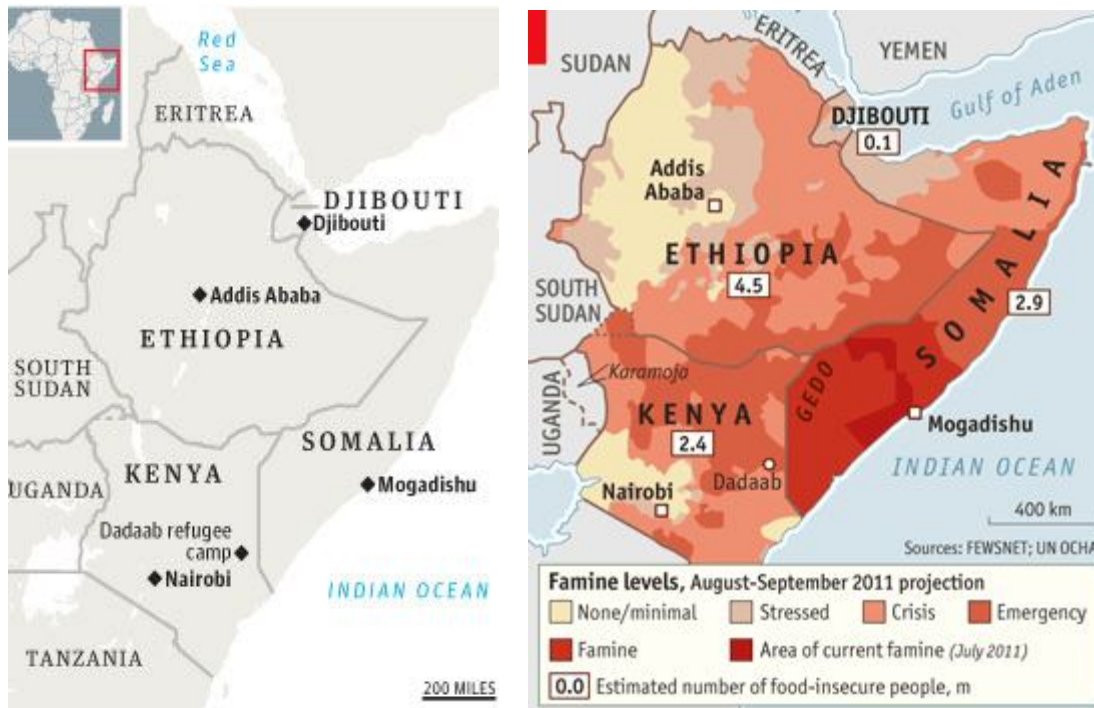 Red
Sea
ERITREA
DJIBOUTI
Djibouti
Addis Ababa
ETHIOPIA
SOUTH
SUDAN
SOMALIA
KENYA
UGANDA
Mogadishu
Dadaab refugee
camp
Nairobi
INDIAN OCEAN
TANZANIA
200 MILES
ERITREA
YEMEN
SUDAN
Gulf of Aden
DJIBOUTI
0.1
Addis
Ababa
ETHIOPIA
4.5
SOMALIA
2.9
SOUTH
SUDAN
Karamoja
GEDO
UGANDA
KENYA
2.4
Mogadishu
Dadaab
INDIAN OCEAN
Nairobi
400 km
Sources: FEWSNET; UN OCHA
Famine levels, August-September 2011 projection
None/minimal
Stressed
Crisis
Emergency
Famine
Area of current famine (July 2011)
0.0 Estimated number of food-insecure people, m